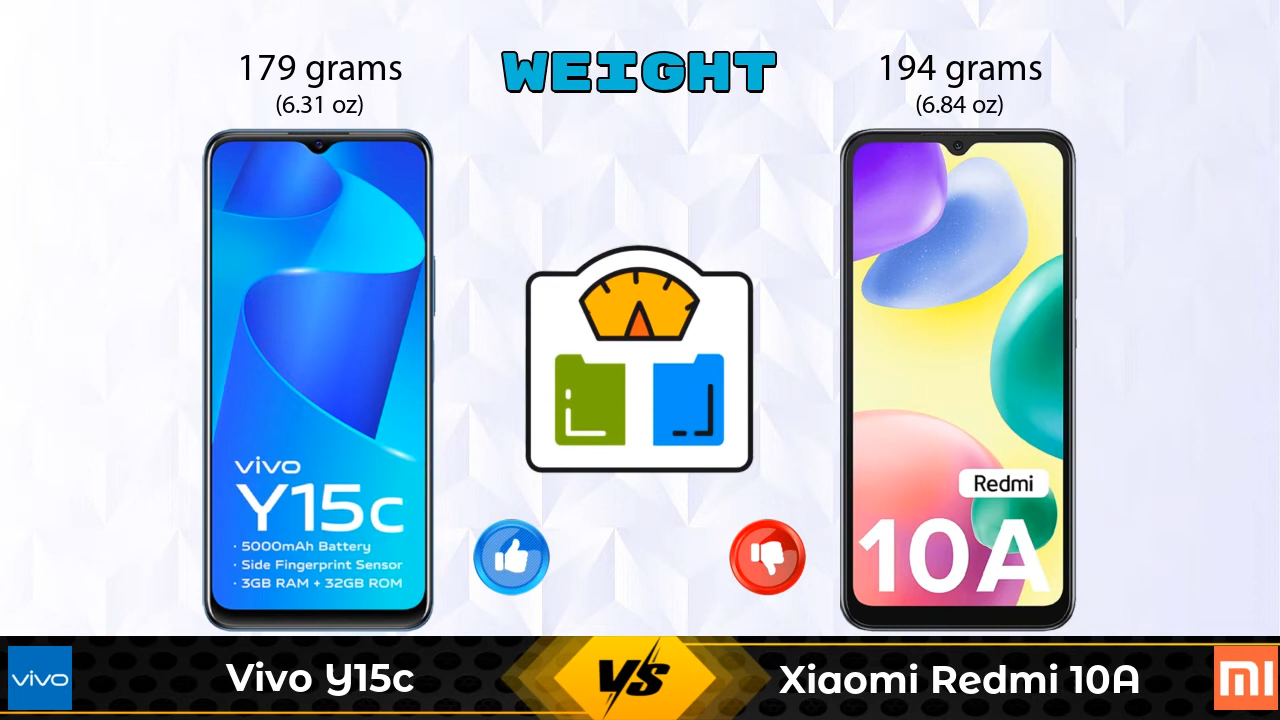 WEIGHT
179 grams
(6.31 oz)
194 grams
(6.84 oz)
vivo
Y15c
· 5000mAh Battery
· Side Fingerprint Sensor
· 3GB RAM + 32GB ROM
Redmi
10A
vivo
Vivo Y15c
VS
Xiaomi Redmi 10A
MI